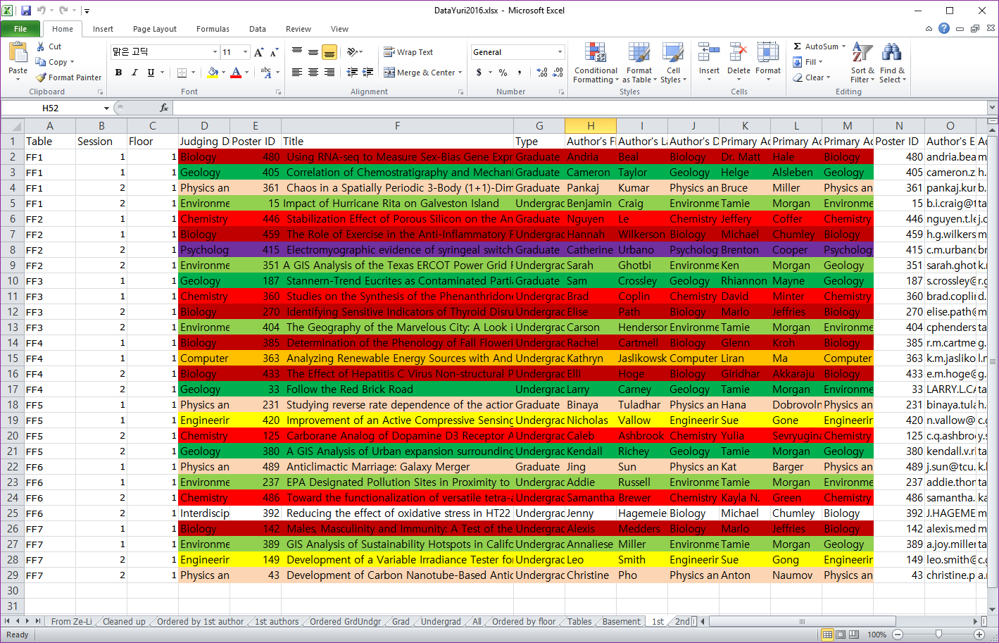 DataYuri2016.xlsx - Microsoft Excel
File Home Insert Page Layout Formulas Data Review View
Paste Cut Copy Format Painter Clipboard
맑은 고딕 11 B I U Font
Wrap Text Merge & Center Alignment
General $ % , Number
Conditional Formatting Format as Table Cell Styles Styles
Insert Delete Format Cells
AutoSum Fill Clear Sort & Filter Find & Select Editing
H52 fx
A B C D E F G H I J K L M N O
1 Table Session Floor Judging D Poster ID Title Type Author's Fi Author's La Author's D Primary Ac Primary Ac Primary Ac Poster ID Author's E Ac
2 FF1 1 1 Biology 480 Using RNA-seq to Measure Sex-Bias Gene Expr Graduate Andria Beal Biology Dr. Matt Hale Biology 480 andria.bea m
3 FF1 1 1 Geology 405 Correlation of Chemostratigraphy and Mechani Graduate Cameron Taylor Geology Helge Alsleben Geology 405 cameron.z h.
4 FF1 2 1 Physics an 361 Chaos in a Spatially Periodic 3-Body (1+1)-Dim Graduate Pankaj Kumar Physics an Bruce Miller Physics an 361 pankaj.kur b.
5 FF1 2 1 Environme 15 Impact of Hurricane Rita on Galveston Island Undergrac Benjamin Craig Environme Tamie Morgan Environme 15 b.i.craig@t ta
6 FF2 1 1 Chemistry 446 Stabilization Effect of Porous Silicon on the An Graduate Nguyen Le Chemistry Jeffery Coffer Chemistry 446 nguyen.t.le j.c
7 FF2 1 1 Biology 459 The Role of Exercise in the Anti-Inflammatory F Undergrac Hannah Wilkerson Biology Michael Chumley Biology 459 h.g.wilkers m
8 FF2 2 1 Psycholog 415 Electromyographic evidence of syringeal switch Graduate Catherine Urbano Psycholog Brenton Cooper Psycholog 415 c.m.urban br
9 FF2 2 1 Environme 351 A GIS Analysis of the Texas ERCOT Power Grid F Undergrac Sarah Ghotbi Environme Ken Morgan Geology 351 sarah.ghot k.
10 FF3 1 1 Geology 187 Stannern-Trend Eucrites as Contaminated Parti Graduate Sam Crossley Geology Rhiannon Mayne Geology 187 s.crossley r.g
11 FF3 1 1 Chemistry 360 Studies on the Synthesis of the Phenanthridon Undergrac Brad Coplin Chemistry David Minter Chemistry 360 brad.coplin d.
12 FF3 2 1 Biology 270 Identifying Sensitive Indicators of Thyroid Disru Undergrac Elise Path Biology Marlo Jeffries Biology 270 elise.path@ m
13 FF3 2 1 Environme 404 The Geography of the Marvelous City: A Look i Undergrac Carson Henderson Environme Tamie Morgan Environme 404 cphenders ta
14 FF4 1 1 Biology 385 Determination of the Phenology of Fall Floweri Undergrac Rachel Cartmell Biology Glenn Kroh Biology 385 r.m.cartme g.
15 FF4 1 1 Computer 363 Analyzing Renewable Energy Sources with And Undergrac Kathryn Jaslikowsk Computer Liran Ma Computer 363 k.m.jasliko l.m
16 FF4 2 1 Biology 433 The Effect of Hepatitis C Virus Non-structural P Undergrac Elli Hoge Biology Giridhar Akkaraju Biology 433 e.m.hoge@ g.
17 FF4 2 1 Geology 33 Follow the Red Brick Road Undergrac Larry Carney Geology Tamie Morgan Environme 33 LARRY.L.CA ta
18 FF5 1 1 Physics an 231 Studying reverse rate dependence of the action Graduate Binaya Tuladhar Physics an Hana Dobrovoln Physics an 231 binaya.tula h.
19 FF5 1 1 Engineerin 420 Improvement of an Active Compressive Sensing Undergrac Nicholas Vallow Engineerin Sue Gone Engineerin 420 n.vallow@ c.g
20 FF5 2 1 Chemistry 125 Carborane Analog of Dopamine D3 Receptor A Undergrac Caleb Ashbrook Chemistry Yulia Sevryugina Chemistry 125 c.q.ashbro y.s
21 FF5 2 1 Geology 380 A GIS Analysis of Urban expansion surrounding Undergrac Kendall Richey Geology Tamie Morgan Geology 380 kendall.v.ri ta
22 FF6 1 1 Physics an 489 Anticlimactic Marriage: Galaxy Merger Graduate Jing Sun Physics an Kat Barger Physics an 489 j.sun@tcu. k.l
23 FF6 1 1 Environme 237 EPA Designated Pollution Sites in Proximity to Undergrac Addie Russell Environme Tamie Morgan Environme 237 addie.thor ta
24 FF6 2 1 Chemistry 486 Toward the functionalization of versatile tetra-a Undergrac Samantha Brewer Chemistry Kayla N. Green Chemistry 486 samantha. ka
25 FF6 2 1 Interdiscip 392 Reducing the effect of oxidative stress in HT22 Undergrac Jenny Hagemeie Biology Michael Chumley Biology 392 J.HAGEME m
26 FF7 1 1 Biology 142 Males, Masculinity and Immunity: A Test of the Undergrac Alexis Medders Biology Marlo Jeffries Biology 142 alexis.med m
27 FF7 1 1 Environme 389 GIS Analysis of Sustainability Hotspots in Califo Undergrac Annaliese Miller Environme Tamie Morgan Geology 389 a.joy.miller ta
28 FF7 2 1 Engineerin 149 Development of a Variable Irradiance Tester for Undergrac Leo Smith Engineerin Sue Gong Engineerin 149 leo.smith@ c.g
29 FF7 2 1 Physics an 43 Development of Carbon Nanotube-Based Antic Undergrac Christine Pho Physics an Anton Naumov Physics an 43 christine.p a.n
30
31
From Ze-Li Cleaned up Ordered by 1st author 1st authors Ordered GrdUndgr Grad Undergrad All Ordered by floor Tables Basement 1st 2nd
Ready 100%